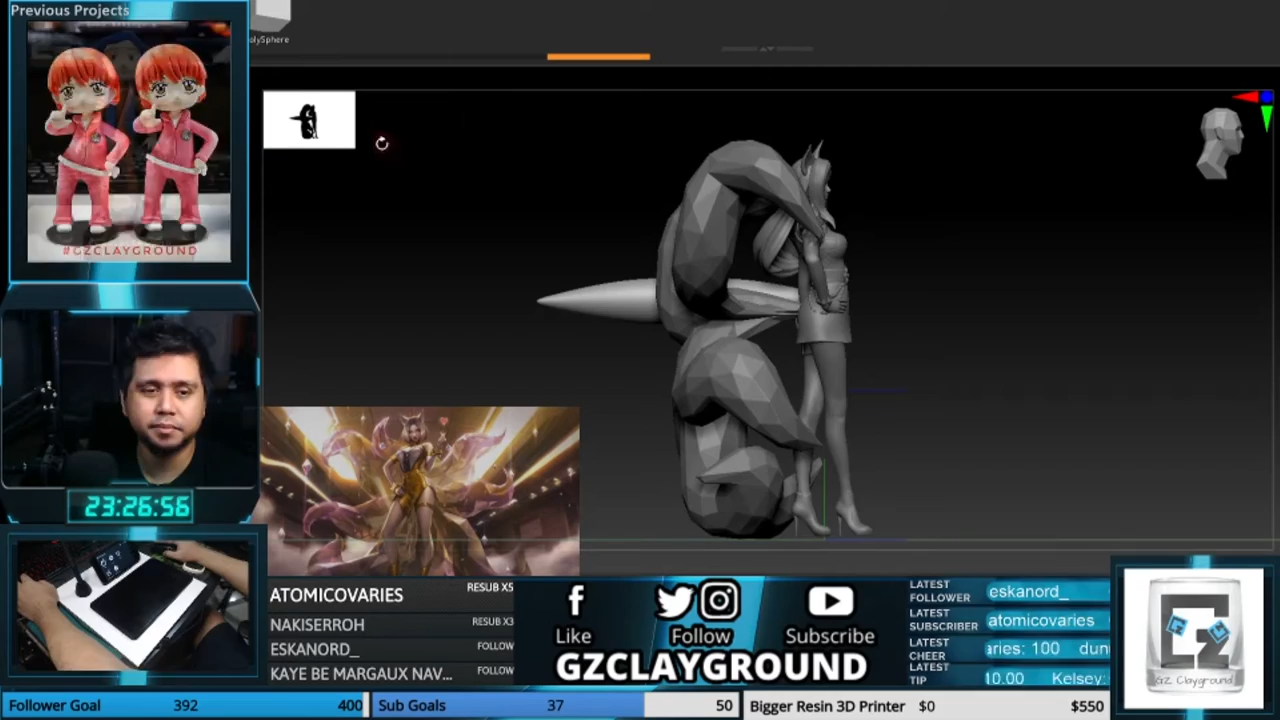 Previous Projects
olySphere
#GZCLAYGROUND
23:26:56
ATOMICOVARIES RESUB X5
NAKISERROH RESUB X3
ESKANORD_ FOLLOW
KAYE BE MARGAUX NAV... FOLLOW
Like
Follow
Subscribe
GZCLAYGROUND
LATEST FOLLOWER eskanord_
LATEST SUBSCRIBER atomicovaries
LATEST CHEER aries: 100 dun
LATEST TIP 10.00 Kelsey:
GZ Clayground
Follower Goal 392 400
Sub Goals 37 50
Bigger Resin 3D Printer $0 $550